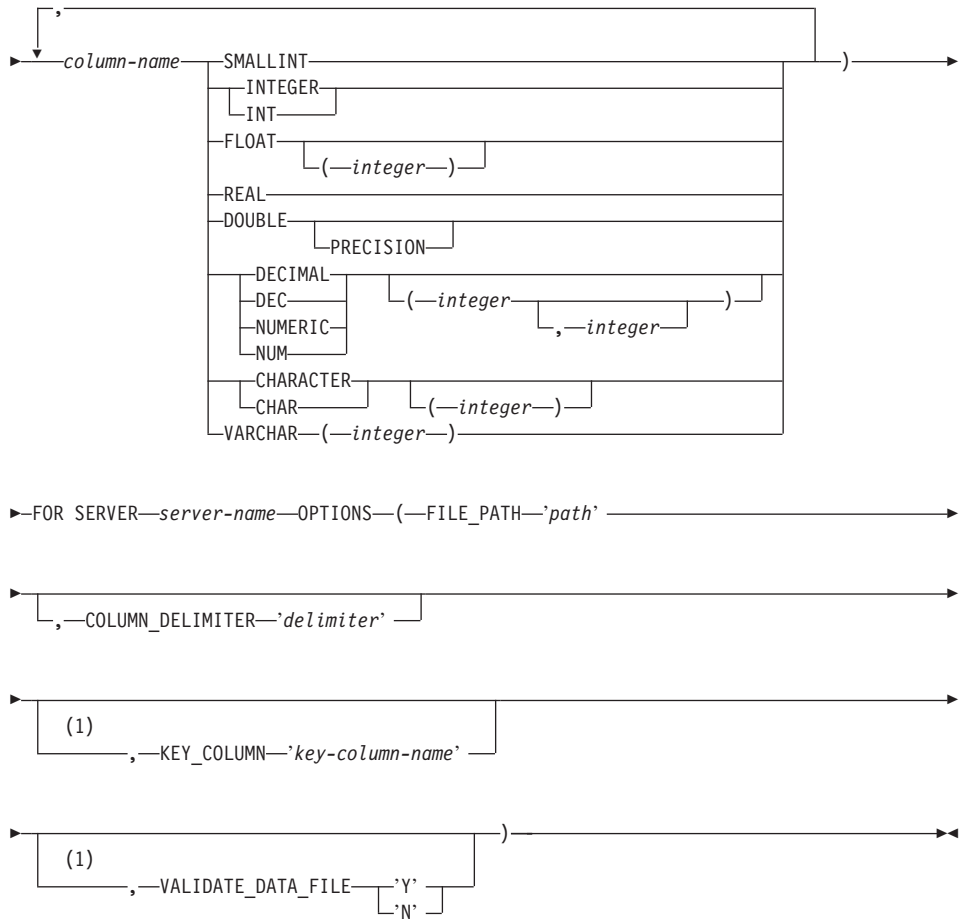 ,
column-name SMALLINT )
INTEGER
INT
FLOAT
( integer )
REAL
DOUBLE
PRECISION
DECIMAL
DEC ( integer )
NUMERIC , integer
NUM
CHARACTER
CHAR ( integer )
VARCHAR ( integer )
FOR SERVER server-name OPTIONS ( FILE_PATH ’path’
, COLUMN_DELIMITER ’delimiter’
(1)
, KEY_COLUMN ’key-column-name’
)
(1)
, VALIDATE_DATA_FILE ’Y’
’N’